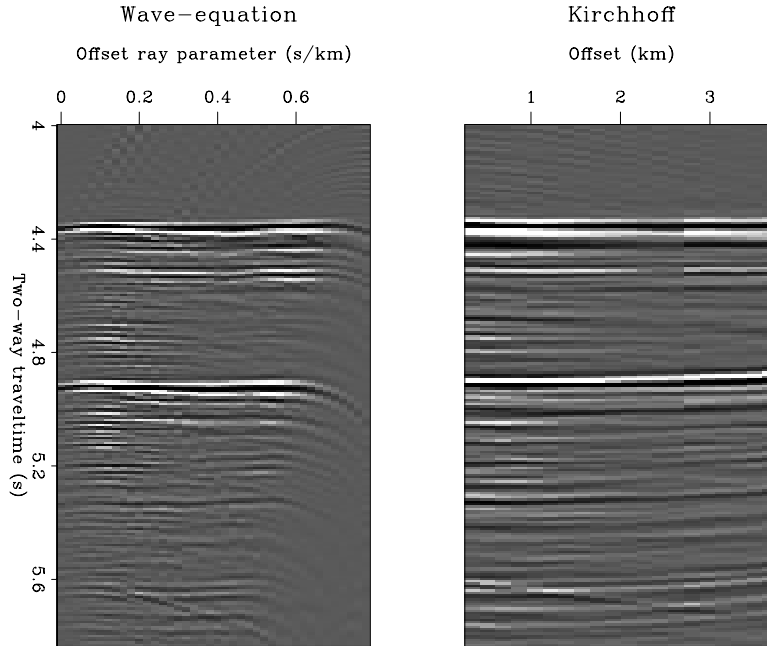 Wave-equation
Offset ray parameter (s/km)
0 0.2 0.4 0.6
Kirchhoff
Offset (km)
1 2 3
Two-way traveltime (s)
4
4.4
4.8
5.2
5.6